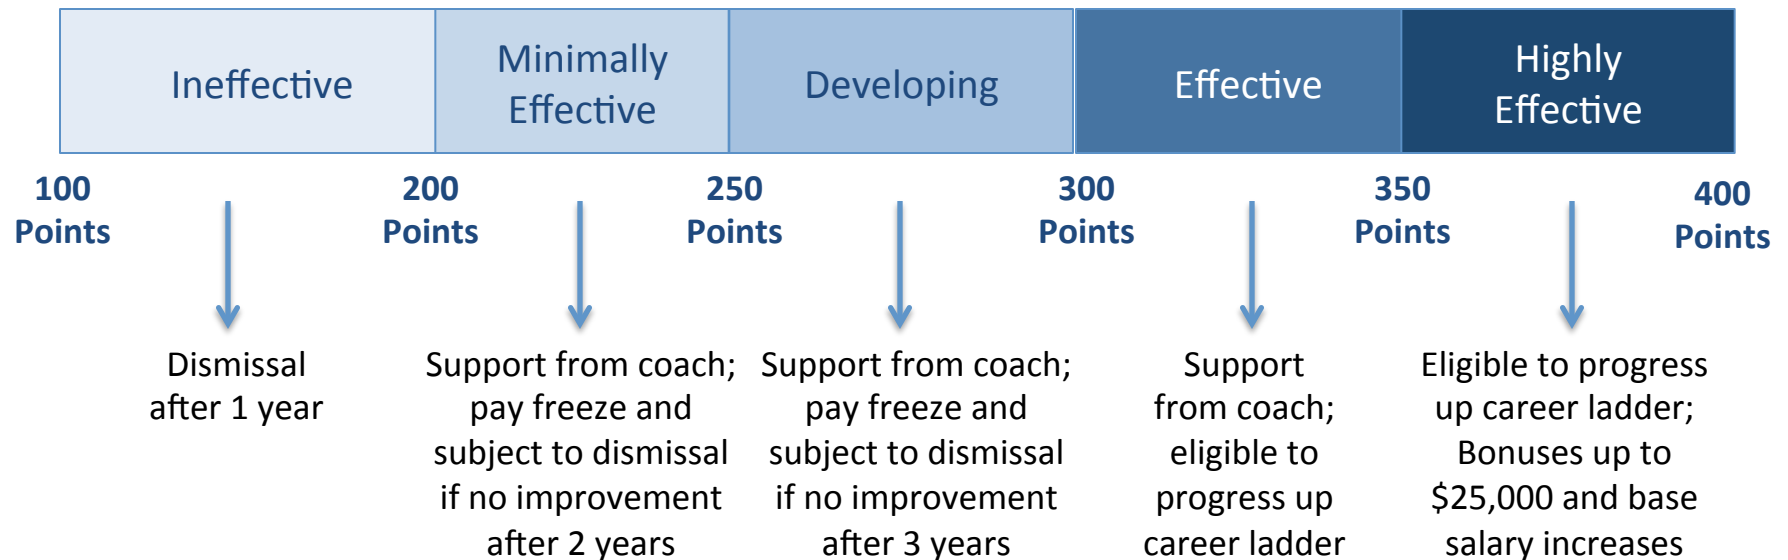 Ineffective
Minimally
Effective
Developing
Effective
Highly
Effective
100
Points
200
Points
250
Points
300
Points
350
Points
400
Points
Dismissal
after 1 year
Support from coach;
pay freeze and
subject to dismissal
if no improvement
after 2 years
Support from coach;
pay freeze and
subject to dismissal
if no improvement
after 3 years
Support
from coach;
eligible to
progress up
career ladder
Eligible to progress
up career ladder;
Bonuses up to
$25,000 and base
salary increases